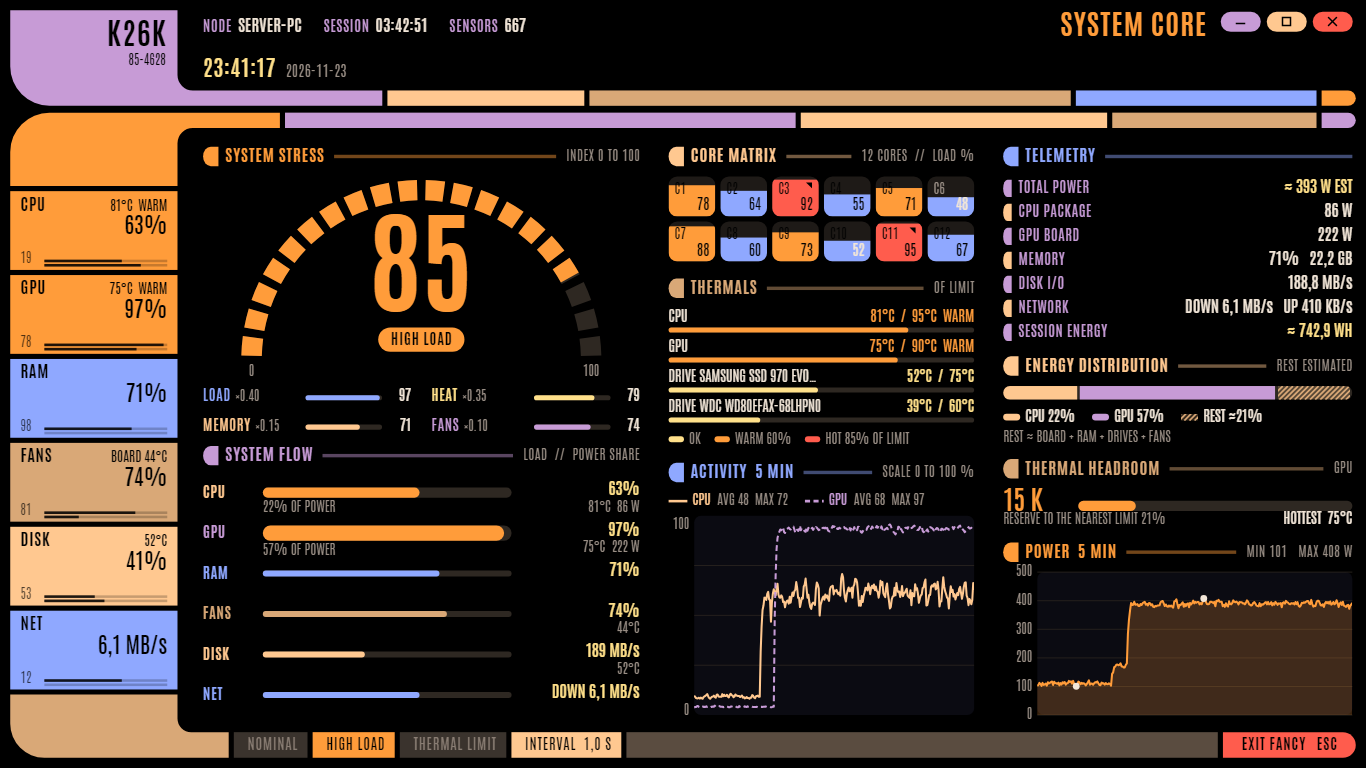 K26K
85-4628
NODE SERVER-PC SESSION 03:42:51 SENSORS 667
23:41:17 2026-11-23
SYSTEM CORE
CPU 81°C WARM
63%
19
GPU 75°C WARM
97%
78
RAM
71%
98
FANS BOARD 44°C
74%
81
DISK 52°C
41%
53
NET
6,1 MB/s
12
SYSTEM STRESS INDEX 0 TO 100
85
HIGH LOAD
0 100
LOAD ×0.40 97 HEAT ×0.35 79
MEMORY ×0.15 71 FANS ×0.10 74
SYSTEM FLOW LOAD // POWER SHARE
CPU 63%
22% OF POWER 81°C 86 W
GPU 97%
57% OF POWER 75°C 222 W
RAM 71%
FANS 74%
44°C
DISK 189 MB/s
52°C
NET DOWN 6,1 MB/s
CORE MATRIX 12 CORES // LOAD %
C1 C2 C3 C4 C5 C6
78 64 92 55 71 48
C7 C8 C9 C10 C11 C12
88 60 73 52 95 67
THERMALS OF LIMIT
CPU 81°C / 95°C WARM
GPU 75°C / 90°C WARM
DRIVE SAMSUNG SSD 970 EVO… 52°C / 75°C
DRIVE WDC WD80EFAX-68LHPN0 39°C / 60°C
OK WARM 60% HOT 85% OF LIMIT
ACTIVITY 5 MIN SCALE 0 TO 100 %
CPU AVG 48 MAX 72 GPU AVG 68 MAX 97
100
0
TELEMETRY
TOTAL POWER ≈ 393 W EST
CPU PACKAGE 86 W
GPU BOARD 222 W
MEMORY 71% 22,2 GB
DISK I/O 188,8 MB/s
NETWORK DOWN 6,1 MB/s UP 410 KB/s
SESSION ENERGY ≈ 742,9 WH
ENERGY DISTRIBUTION REST ESTIMATED
CPU 22% GPU 57% REST ≈21%
REST ≈ BOARD + RAM + DRIVES + FANS
THERMAL HEADROOM GPU
15 K
RESERVE TO THE NEAREST LIMIT 21% HOTTEST 75°C
POWER 5 MIN MIN 101 MAX 408 W
500
400
300
200
100
0
NOMINAL HIGH LOAD THERMAL LIMIT INTERVAL 1,0 S EXIT FANCY ESC